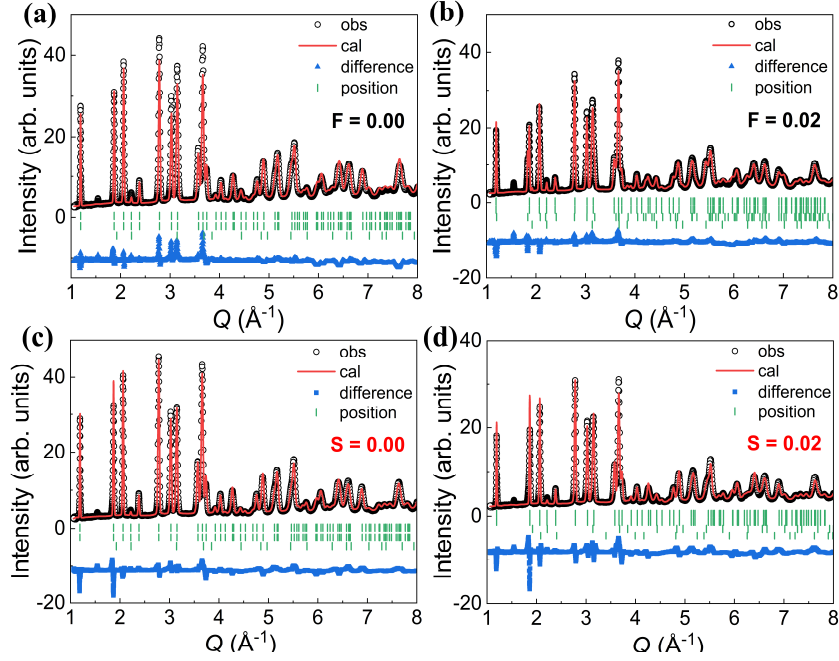 (a)
obs
cal
difference
position
F = 0.00
Intensity (arb. units)
40
20
0
1 2 3 4 5 6 7 8
Q (Å-1)
(b)
obs
cal
difference
position
F = 0.02
Intensity (arb. units)
40
20
0
-20
1 2 3 4 5 6 7 8
Q (Å-1)
(c)
obs
cal
difference
position
S = 0.00
Intensity (arb. units)
40
20
0
-20
1 2 3 4 5 6 7 8
Q (Å-1)
(d)
obs
cal
difference
position
S = 0.02
Intensity (arb. units)
40
20
0
-20
1 2 3 4 5 6 7 8
Q (Å-1)